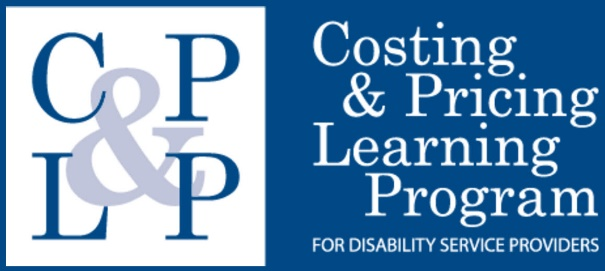 C&P
L P
Costing
& Pricing
Learning
Program
FOR DISABILITY SERVICE PROVIDERS